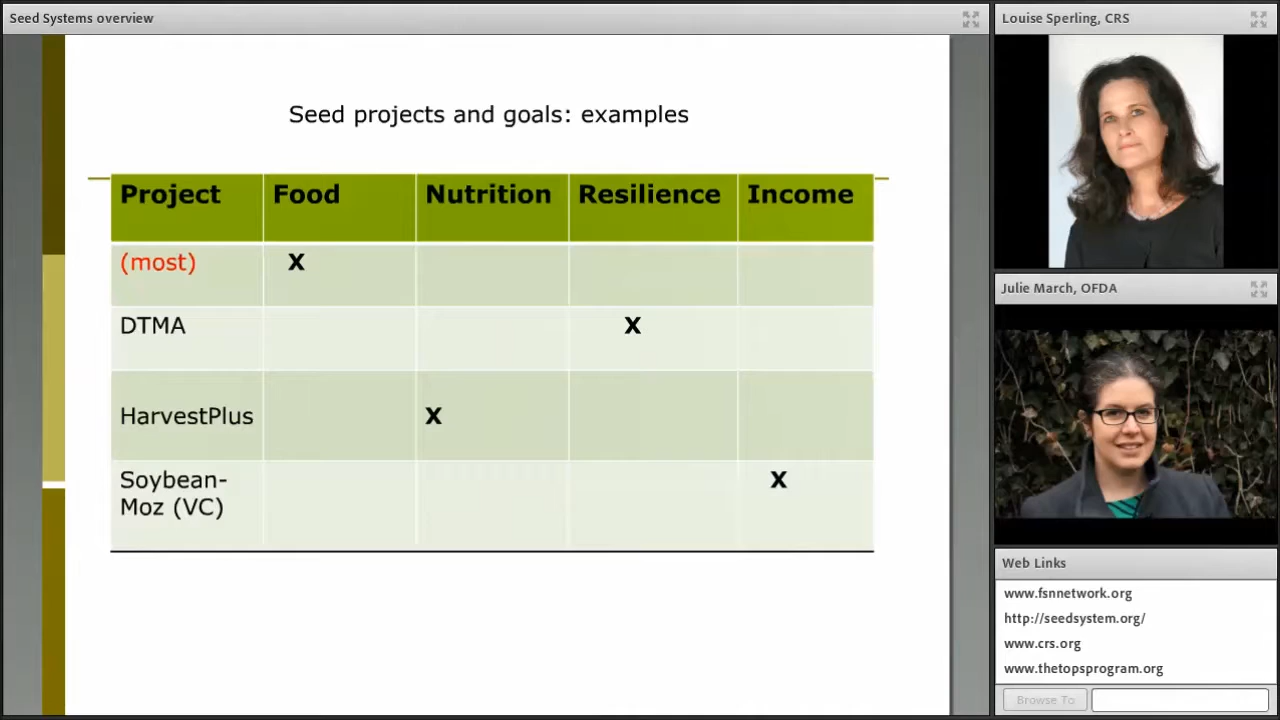 Seed Systems overview
Seed projects and goals: examples
Project Food Nutrition Resilience Income
(most) X
DTMA X
HarvestPlus X
Soybean- X
Moz (VC)
Louise Sperling, CRS
Julie March, OFDA
Web Links
www.fsnnetwork.org
http://seedsystem.org/
www.crs.org
www.thetopsprogram.org
Browse To